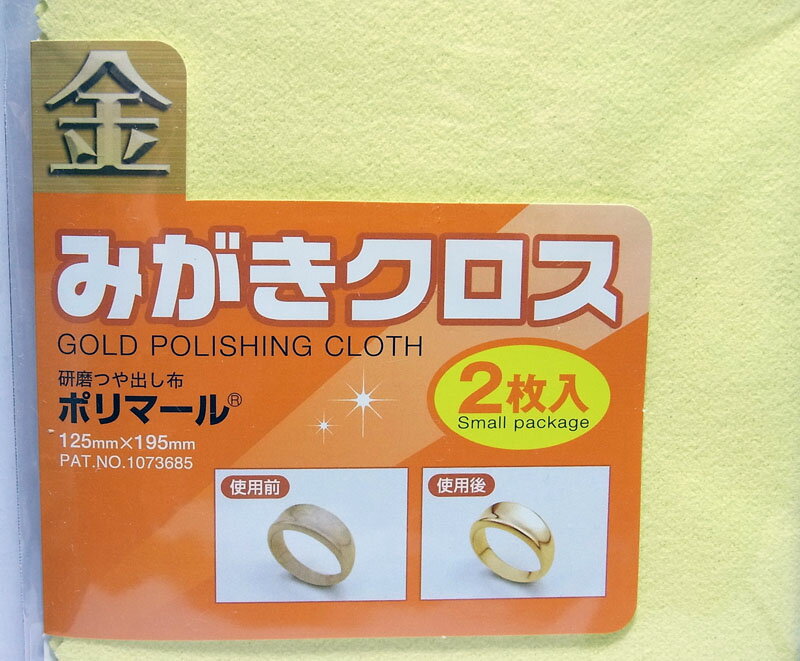 金
みがきクロス
GOLD POLISHING CLOTH
研磨つや出し布
ポリマール®
125mm×195mm
PAT.NO.1073685
2枚入
Small package
使用前
使用後